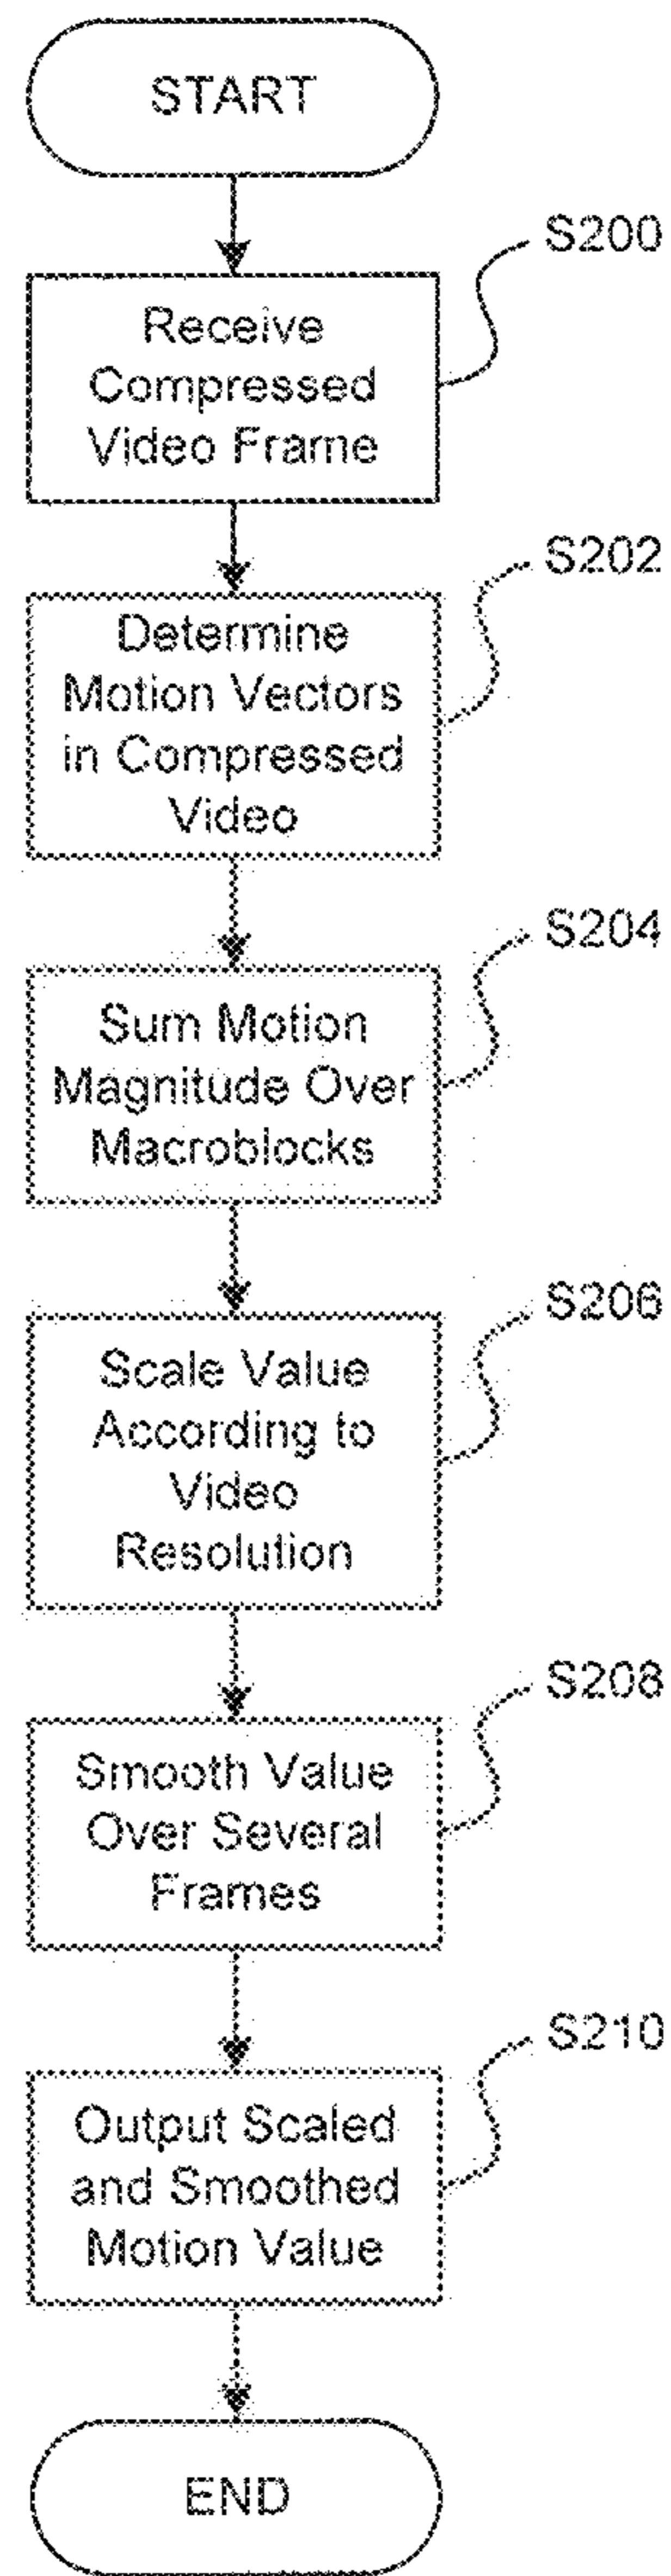 START
S200
Receive
Compressed
Video Frame
S202
Determine
Motion Vectors
in Compressed
Video
S204
Sum Motion
Magnitude Over
Macroblocks
S206
Scale Value
According to
Video
Resolution
S208
Smooth Value
Over Several
Frames
S210
Output Scaled
and Smoothed
Motion Value
END